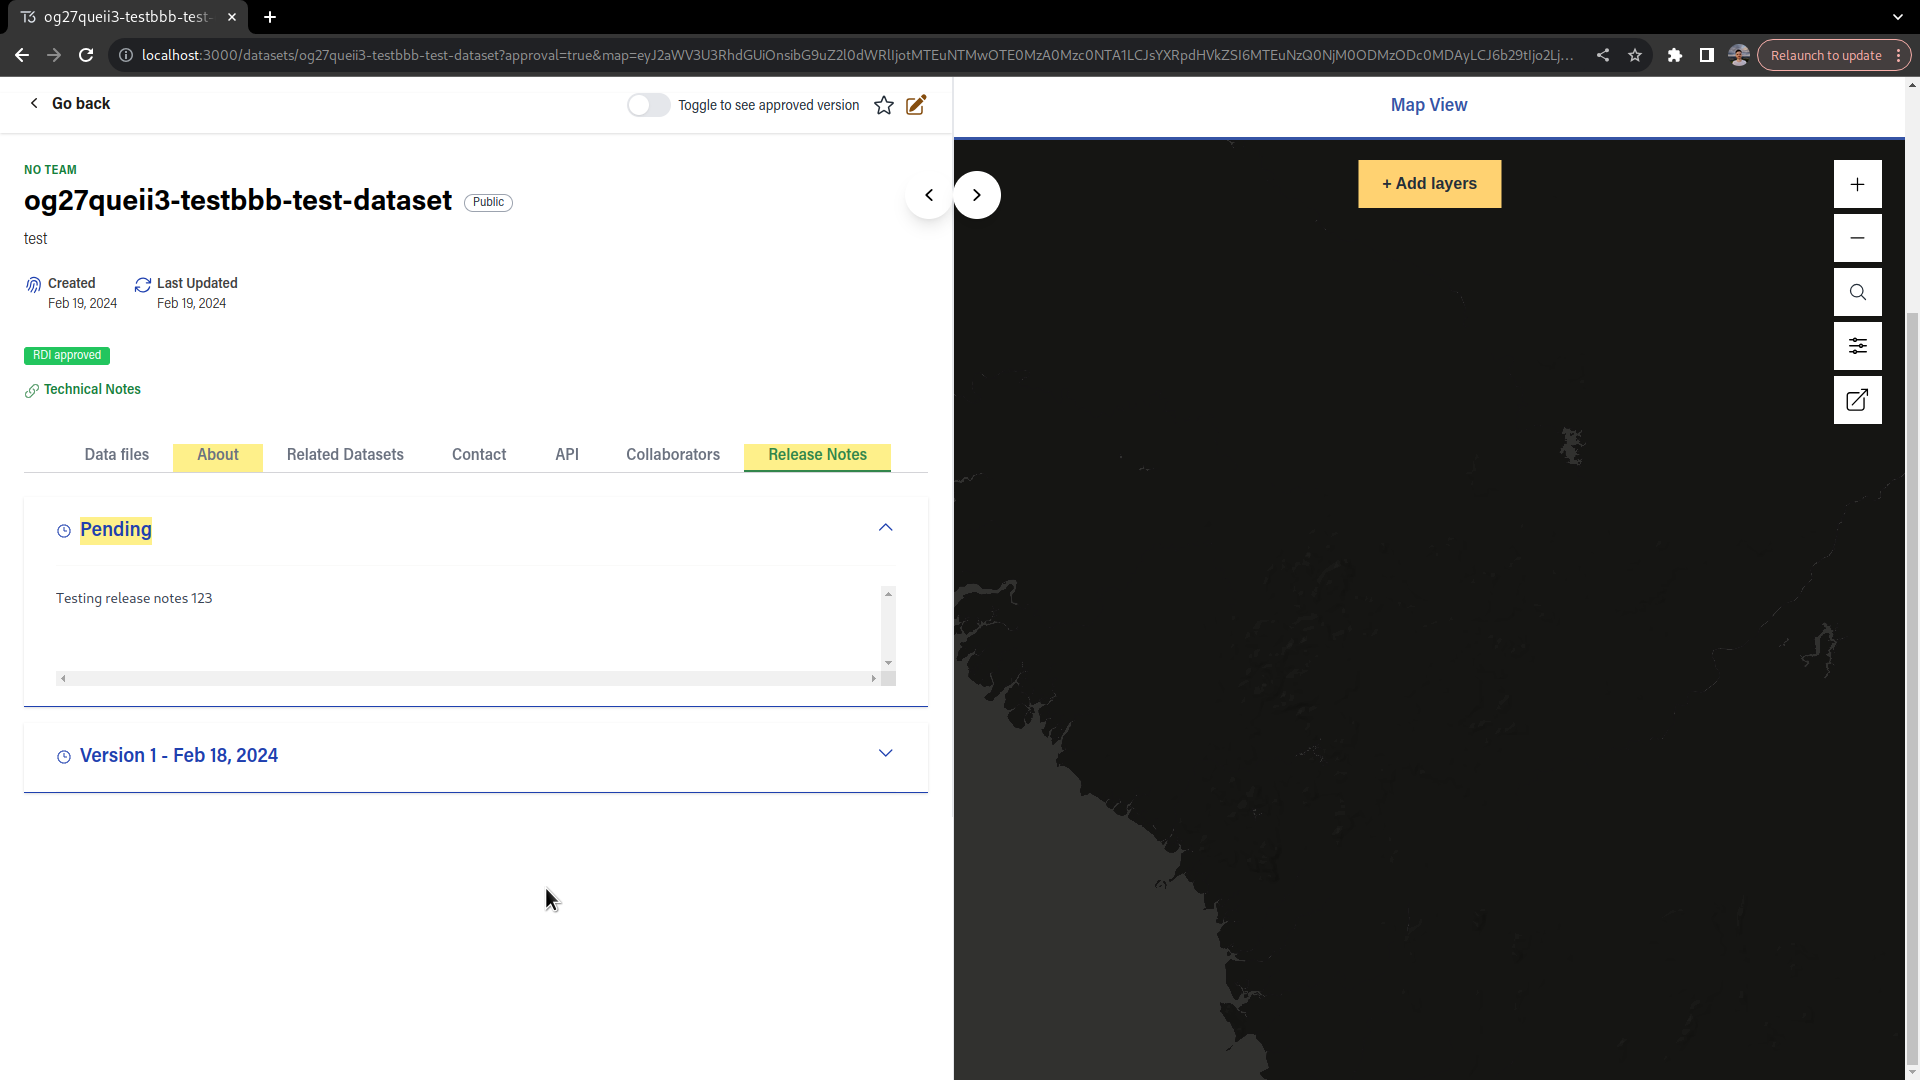 og27queii3-testbbb-test-
localhost:3000/datasets/og27queii3-testbbb-test-dataset?approval=true&map=eyJ2aWV3U3RhdGUiOnsibG9uZ2l0dWRlIjotMTEuNTMwOTE0MzA0Mzc0NTA1LCJsYXRpdHVkZSI6MTEuNzQ0NjM0ODMzODc0MDAyLCJ6b29tIjo2Lj...
Relaunch to update
Go back
Toggle to see approved version
Map View
NO TEAM
og27queii3-testbbb-test-dataset
Public
+ Add layers
test
Created
Feb 19, 2024
Last Updated
Feb 19, 2024
RDI approved
Technical Notes
Data files
About
Related Datasets
Contact
API
Collaborators
Release Notes
Pending
Testing release notes 123
Version 1 - Feb 18, 2024